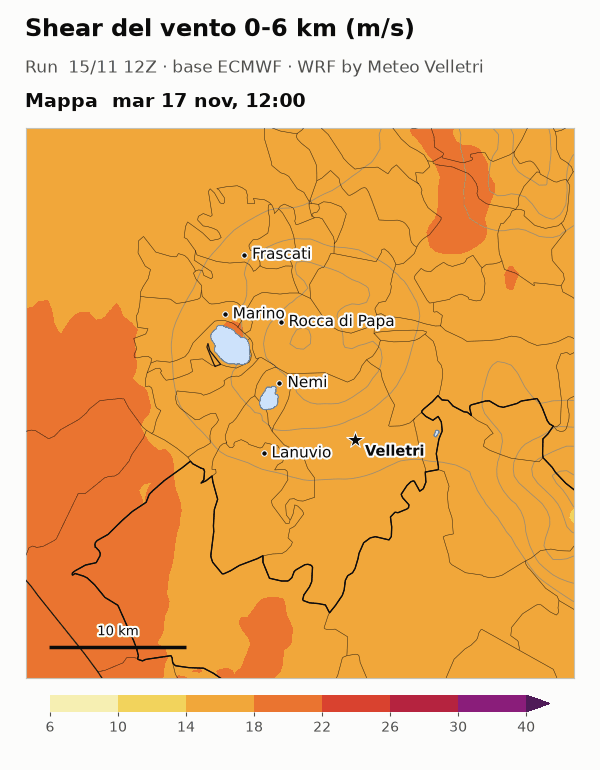 Shear del vento 0-6 km (m/s)
Run  15/11 12Z · base ECMWF · WRF by Meteo Velletri
Mappa  mar 17 nov, 12:00
Frascati
Marino
Rocca di Papa
Nemi
Velletri
Lanuvio
10 km
6 10 14 18 22 26 30 40